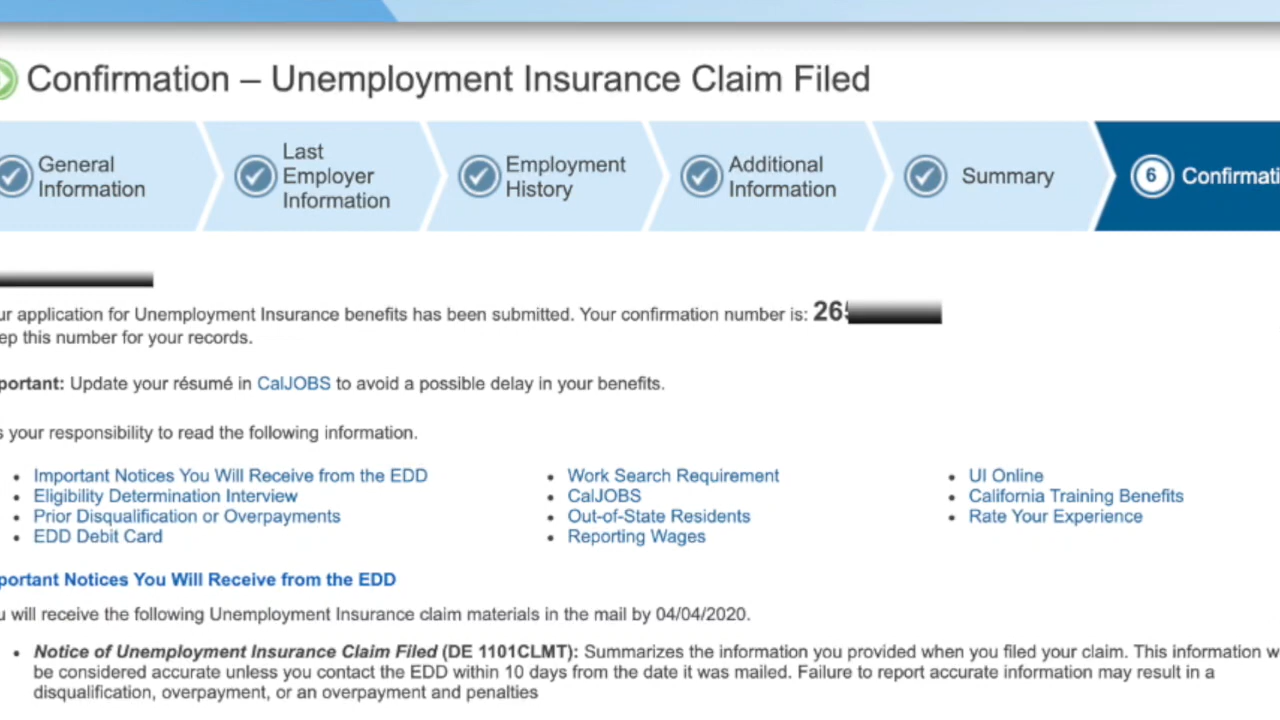 Confirmation – Unemployment Insurance Claim Filed
General Information
Last Employer Information
Employment History
Additional Information
Summary
6 Confirmati
ur application for Unemployment Insurance benefits has been submitted. Your confirmation number is: 265
ep this number for your records.
portant: Update your résumé in CalJOBS to avoid a possible delay in your benefits.
s your responsibility to read the following information.
• Important Notices You Will Receive from the EDD
• Eligibility Determination Interview
• Prior Disqualification or Overpayments
• EDD Debit Card
• Work Search Requirement
• CalJOBS
• Out-of-State Residents
• Reporting Wages
• UI Online
• California Training Benefits
• Rate Your Experience
portant Notices You Will Receive from the EDD
u will receive the following Unemployment Insurance claim materials in the mail by 04/04/2020.
• Notice of Unemployment Insurance Claim Filed (DE 1101CLMT): Summarizes the information you provided when you filed your claim. This information w
be considered accurate unless you contact the EDD within 10 days from the date it was mailed. Failure to report accurate information may result in a
disqualification, overpayment, or an overpayment and penalties